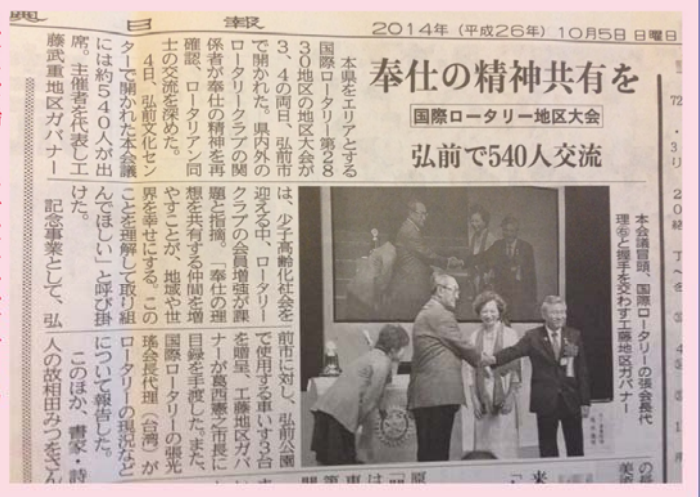 日報
2014年（平成26年）10月5日 日曜日
奉仕の精神共有を
国際ロータリー地区大会
弘前で540人交流
本県をエリアとする
国際ロータリー第28
30地区の地区大会が
3、4の両日、弘前市
で開かれた。県内外の
ロータリークラブの関
係者が奉仕の精神を再
確認、ロータリアン同
士の交流を深めた。
4日、弘前文化セン
ターで開かれた本会議
には約540人が出
席。主催者を代表し工
藤武重地区ガバナー
は、少子高齢化社会を
迎える中、ロータリー
クラブの会員増強が課
題と指摘。「奉仕の理
想を共有する仲間を増
やすことが、地域や世
界を幸せにする。この
ことを理解して取り組
んでほしい」と呼び掛
けた。
記念事業として、弘
前市に対し、弘前公園
で使用する車いす3台
を贈呈、工藤地区ガバ
ナーが葛西憲之市長に
目録を手渡した。また、
国際ロータリーの張光
瑤会長代理（台湾）が
ロータリーの現況など
について報告した。
このほか、書家・詩
人の故相田みつをさん
本会議冒頭、国際ロータリーの張会長代
理㊨と握手を交わす工藤地区ガバナー